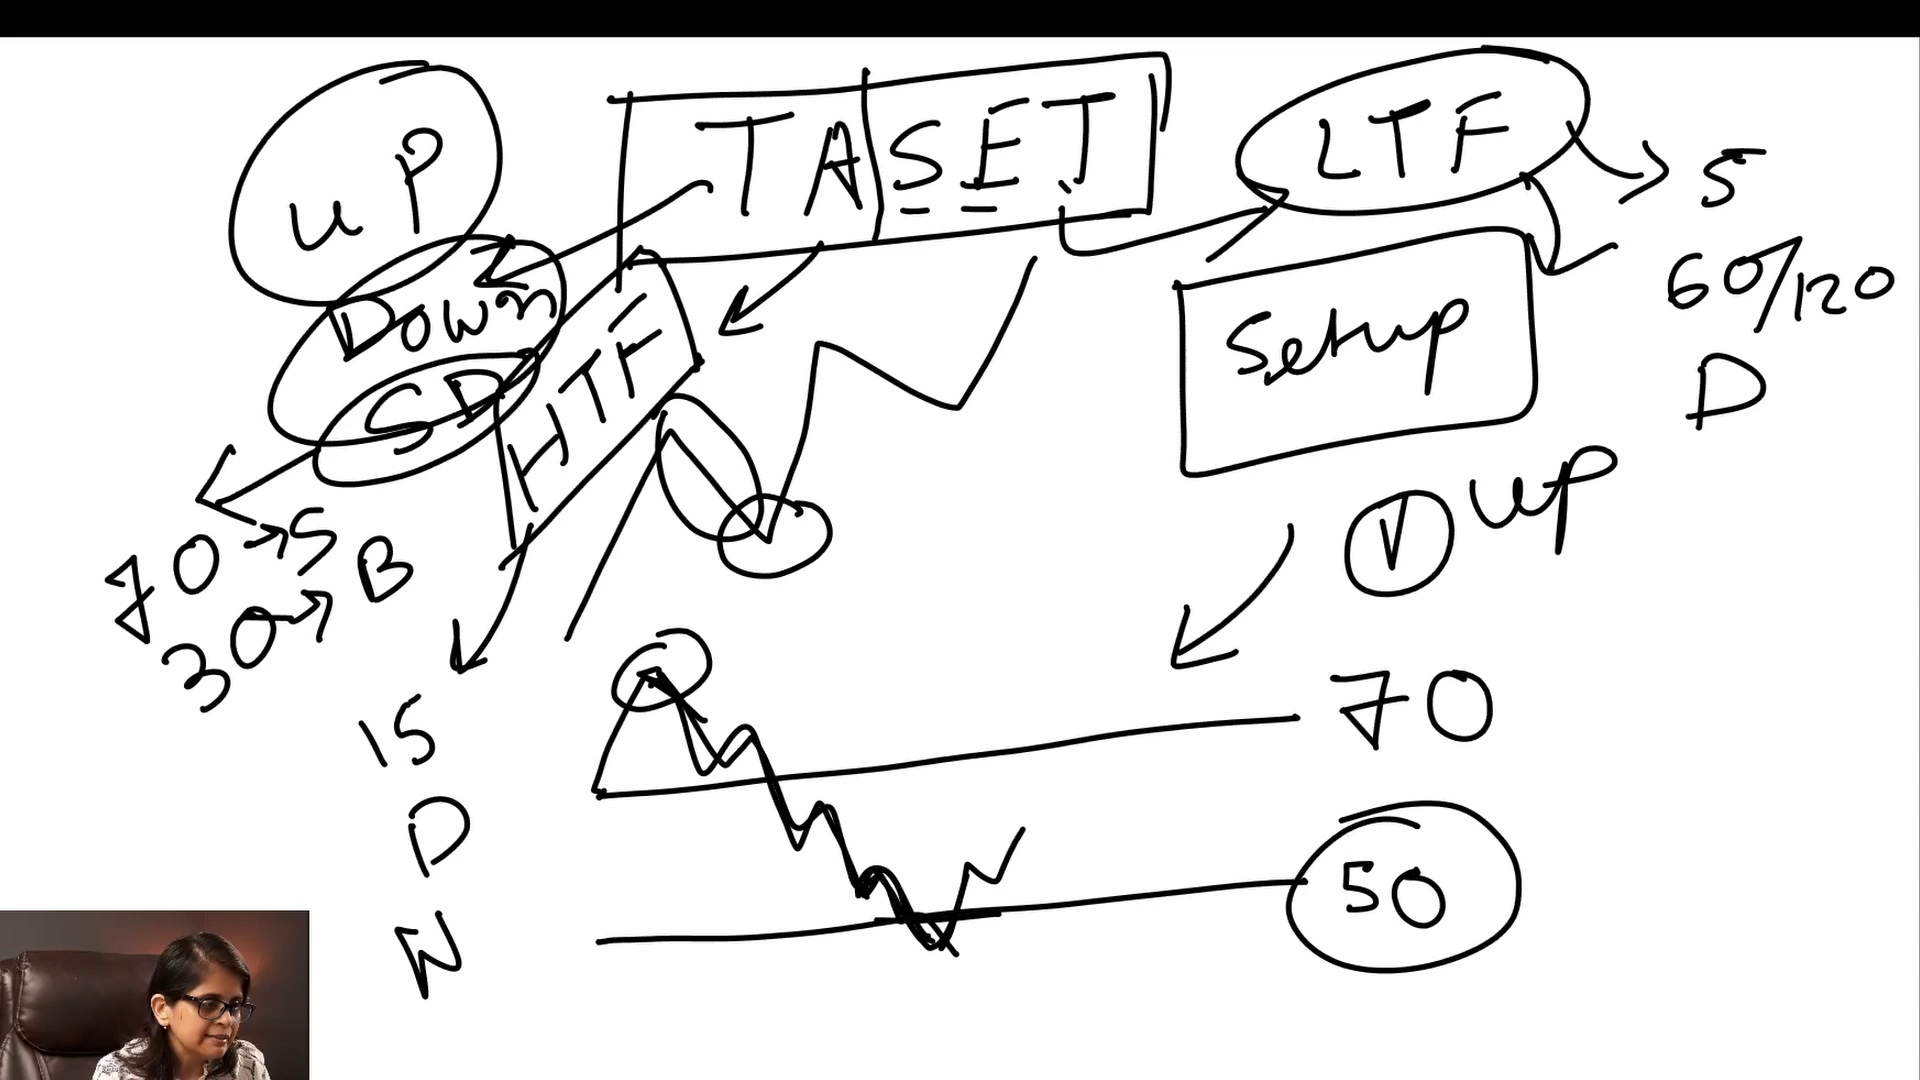 UP
TASET
LTF
5
60/120
D
Down
SD
HTF
Setup
UP
70 → S
30 → B
15
D
W
70
50